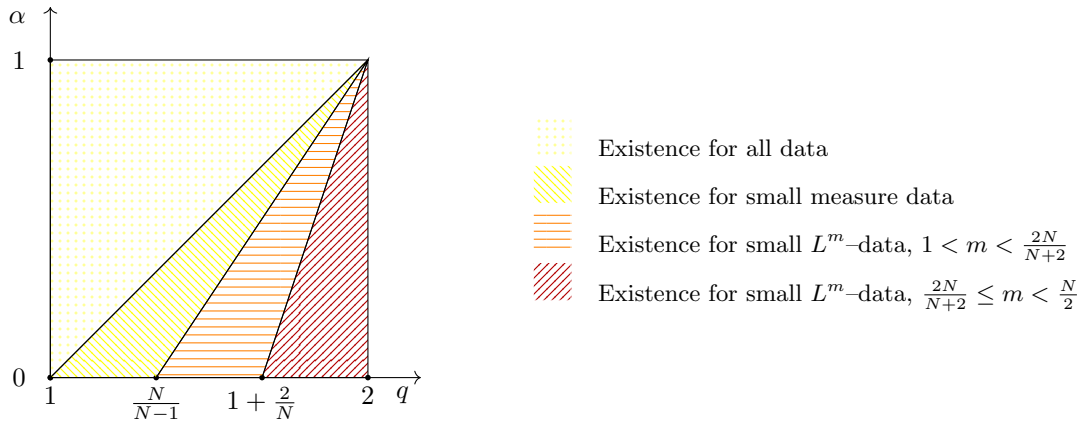 α
1
0
1
N/(N−1)
1 + 2/N
2
q
Existence for all data
Existence for small measure data
Existence for small L^m–data, 1 < m < 2N/(N+2)
Existence for small L^m–data, 2N/(N+2) ≤ m < N/2